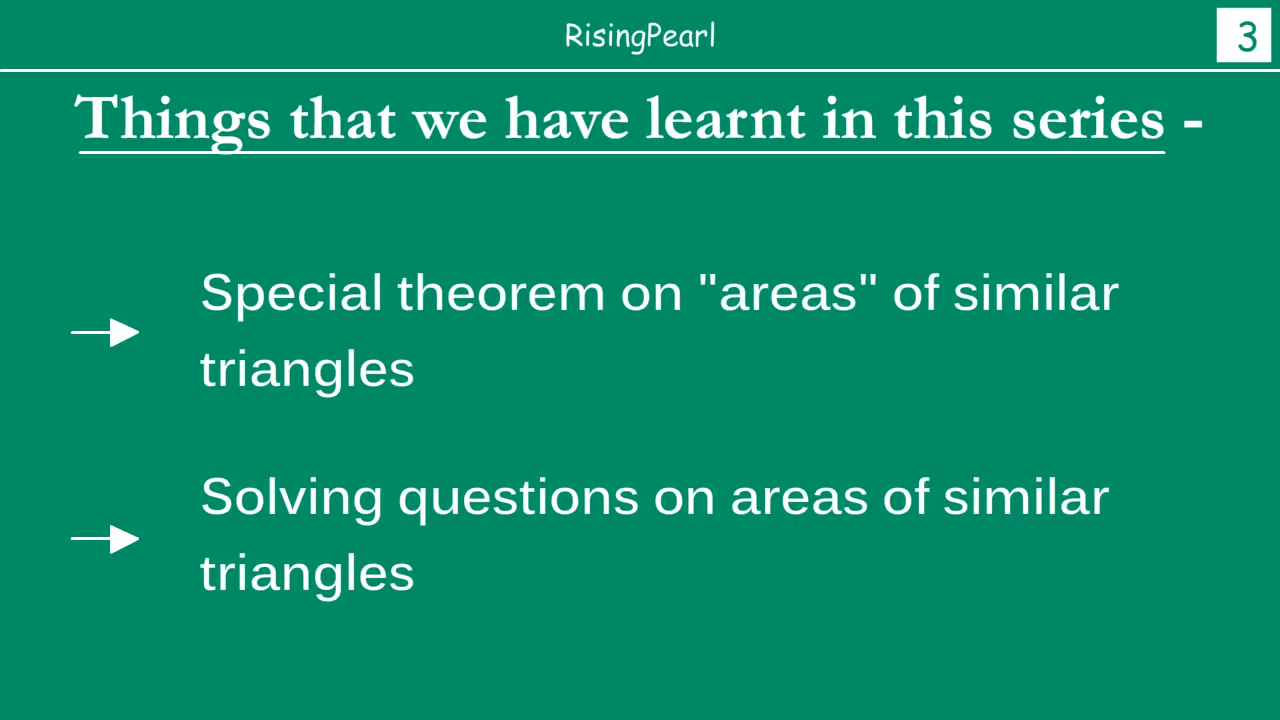 RisingPearl
3
Things that we have learnt in this series -
Special theorem on "areas" of similar
triangles
Solving questions on areas of similar
triangles